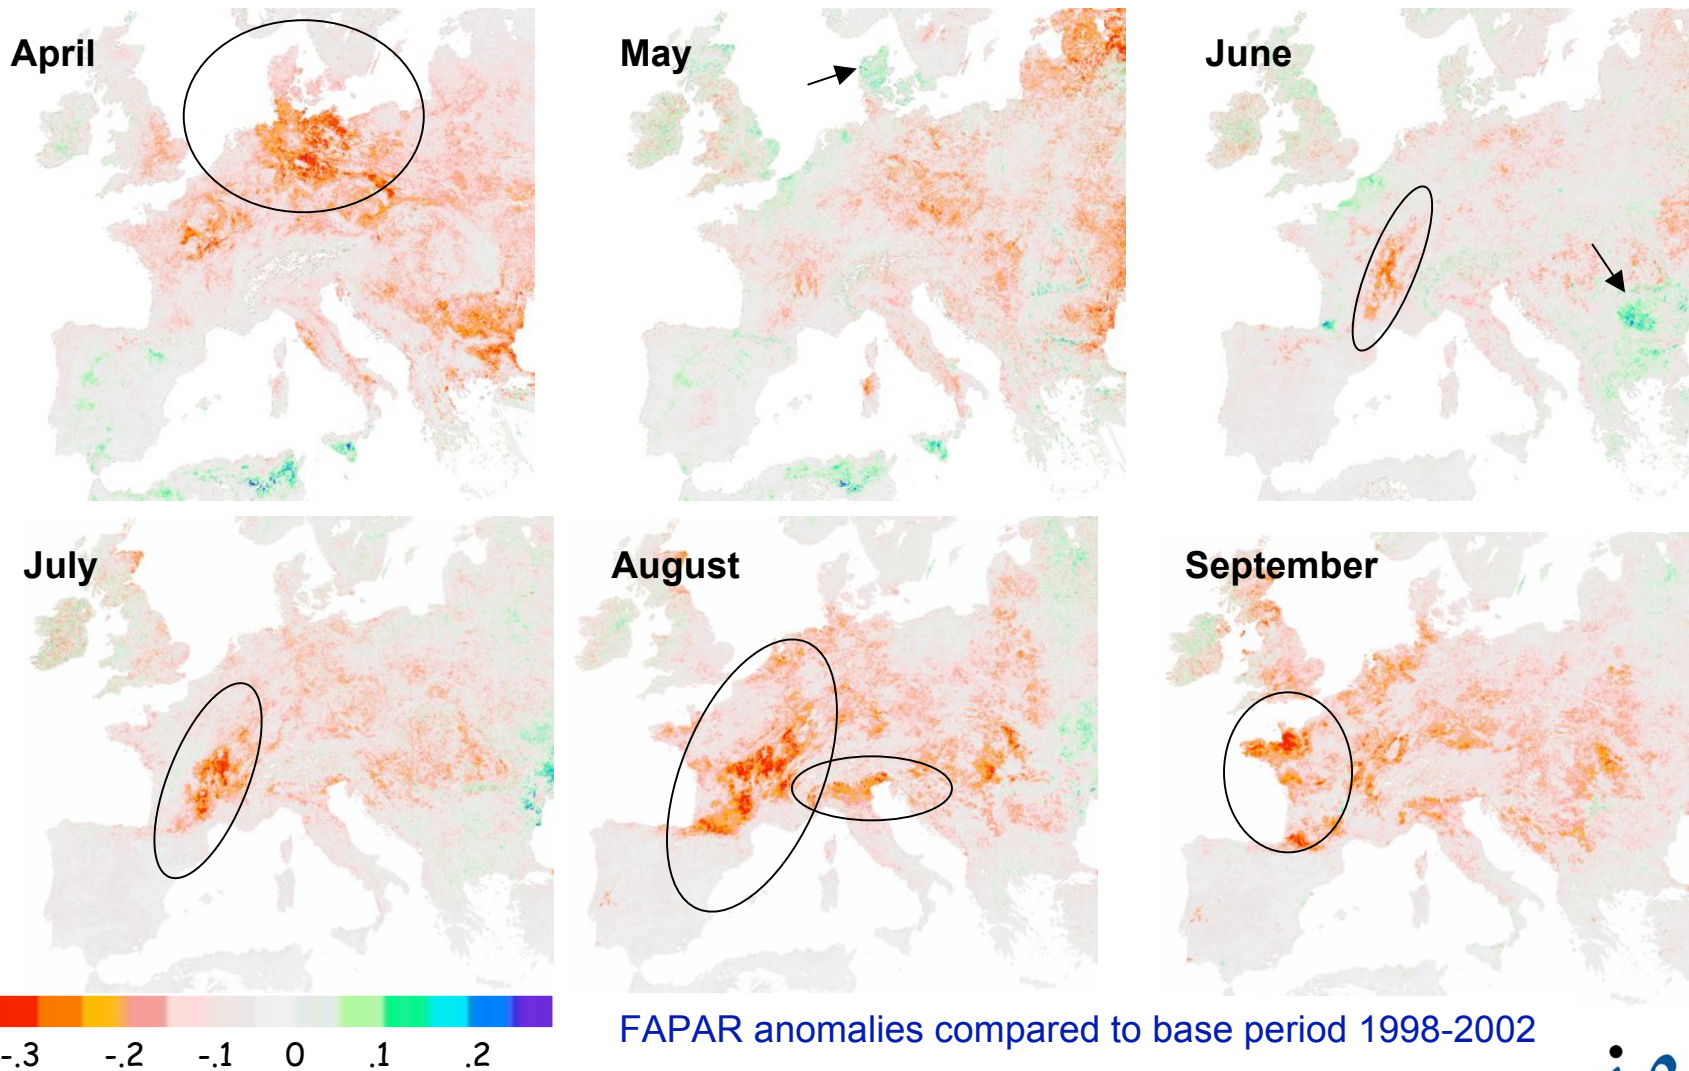 April
May
June
July
August
September
-.3 -.2 -.1 0 .1 .2
FAPAR anomalies compared to base period 1998-2002